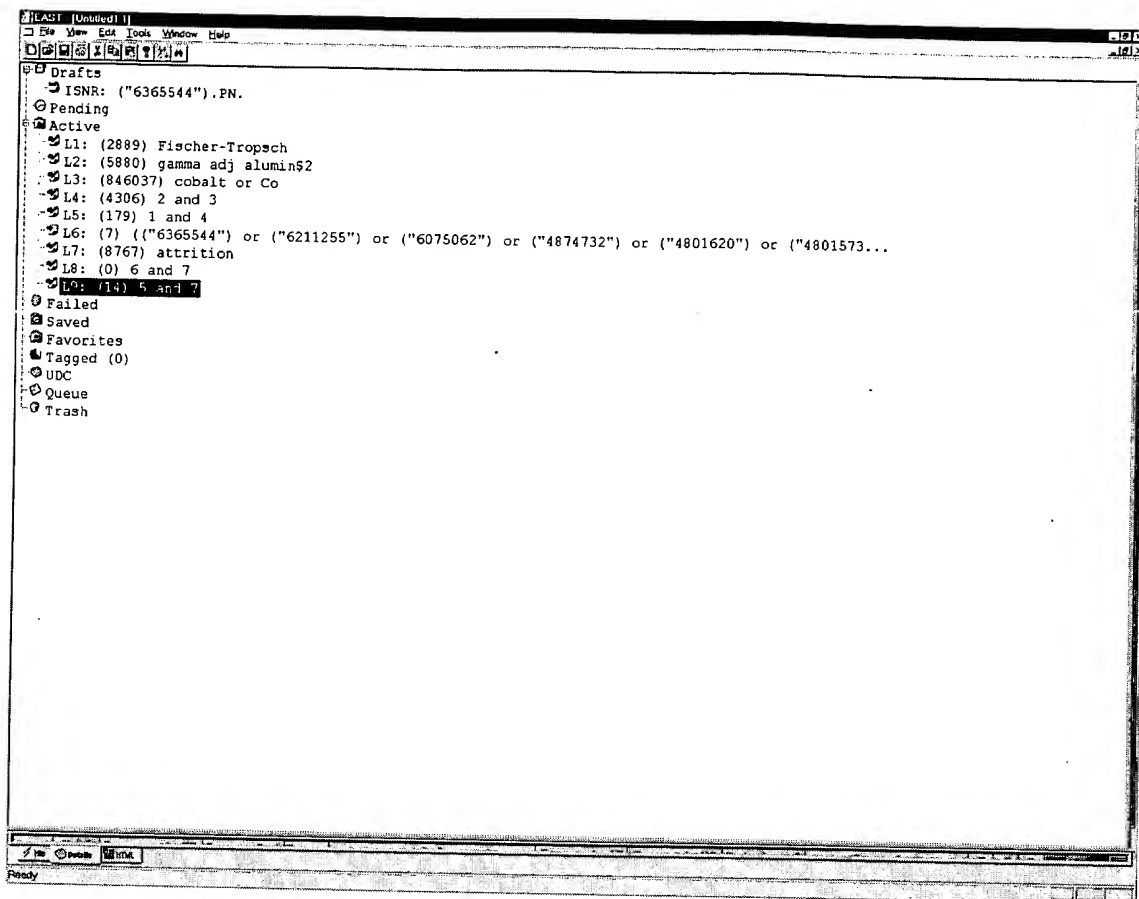 EAST [Untitled1 1]
File View Edit Tools Window Help
Drafts
ISNR: ("6365544").PN.
Pending
Active
L1: (2889) Fischer-Tropsch
L2: (5880) gamma adj alumin$2
L3: (846037) cobalt or Co
L4: (4306) 2 and 3
L5: (179) 1 and 4
L6: (7) (("6365544") or ("6211255") or ("6075062") or ("4874732") or ("4801620") or ("4801573...
L7: (8767) attrition
L8: (0) 6 and 7
L9: (14) 5 and 7
Failed
Saved
Favorites
Tagged (0)
UDC
Queue
Trash
Details HTML
Ready